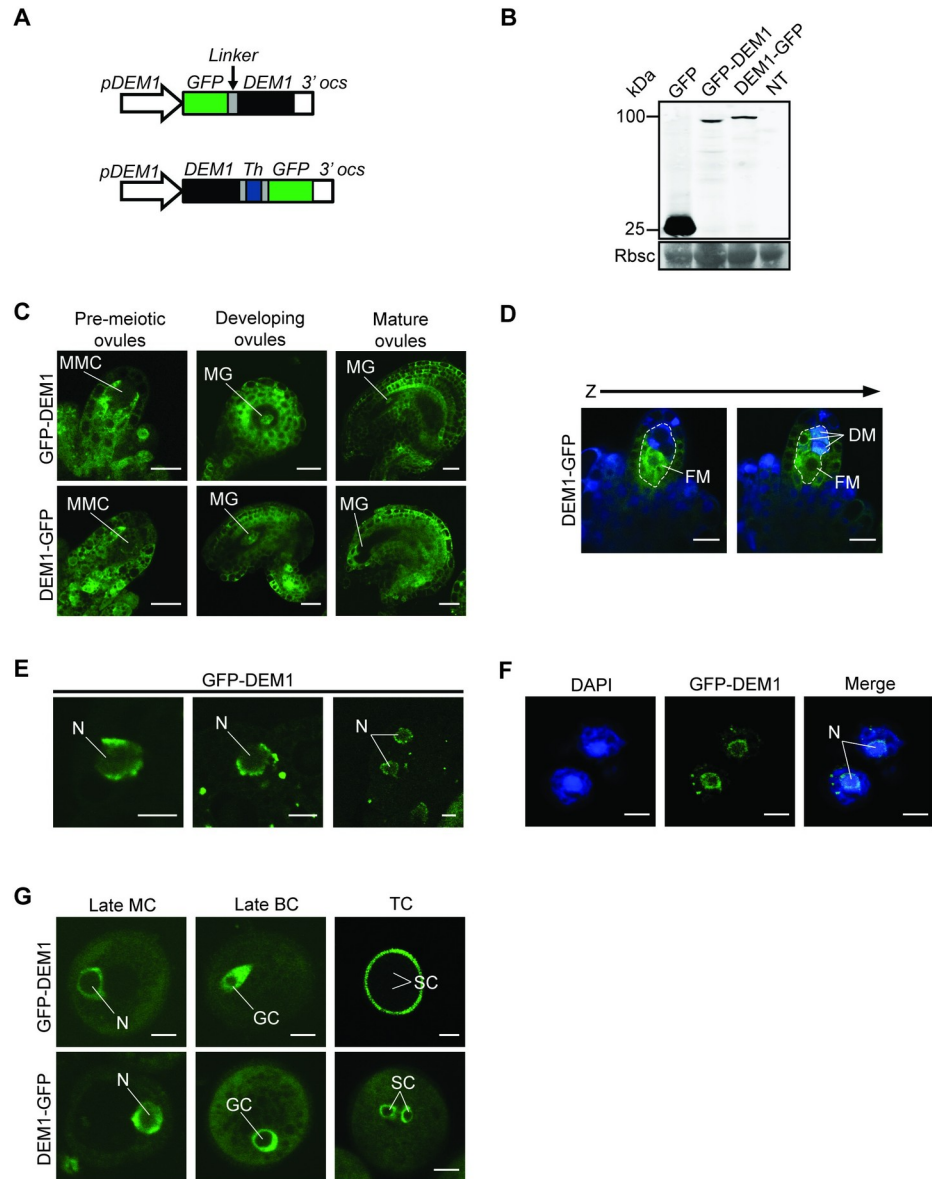 A
Linker
pDEM1 GFP DEM1 3' ocs
pDEM1 DEM1 Th GFP 3' ocs
B
kDa GFP GFP-DEM1 DEM1-GFP NT
100
25
Rbsc
C
Pre-meiotic ovules Developing ovules Mature ovules
GFP-DEM1
MMC MG MG
DEM1-GFP
MMC MG MG
D
Z
DEM1-GFP
FM DM FM
E
GFP-DEM1
N N N
F
DAPI GFP-DEM1 Merge
N
G
Late MC Late BC TC
GFP-DEM1
N GC SC
DEM1-GFP
N GC SC